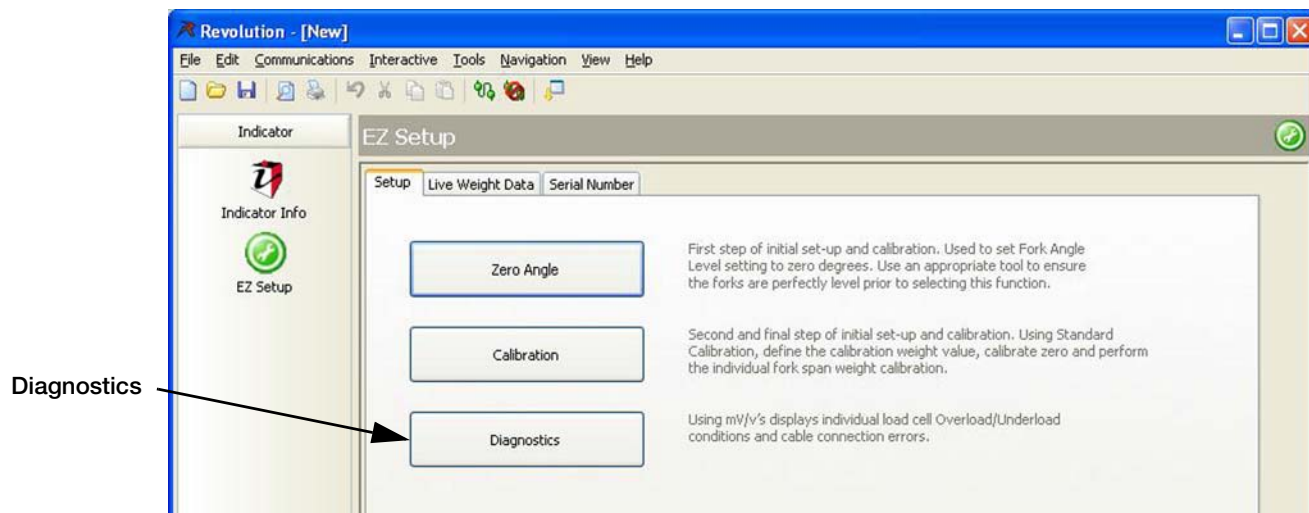 Revolution - [New]
File Edit Communications Interactive Tools Navigation View Help
Indicator
EZ Setup
Indicator Info
EZ Setup
Setup Live Weight Data Serial Number
Zero Angle
First step of initial set-up and calibration. Used to set Fork Angle
Level setting to zero degrees. Use an appropriate tool to ensure
the forks are perfectly level prior to selecting this function.
Calibration
Second and final step of initial set-up and calibration. Using Standard
Calibration, define the calibration weight value, calibrate zero and perform
the individual fork span weight calibration.
Diagnostics
Diagnostics
Using mV/v's displays individual load cell Overload/Underload
conditions and cable connection errors.